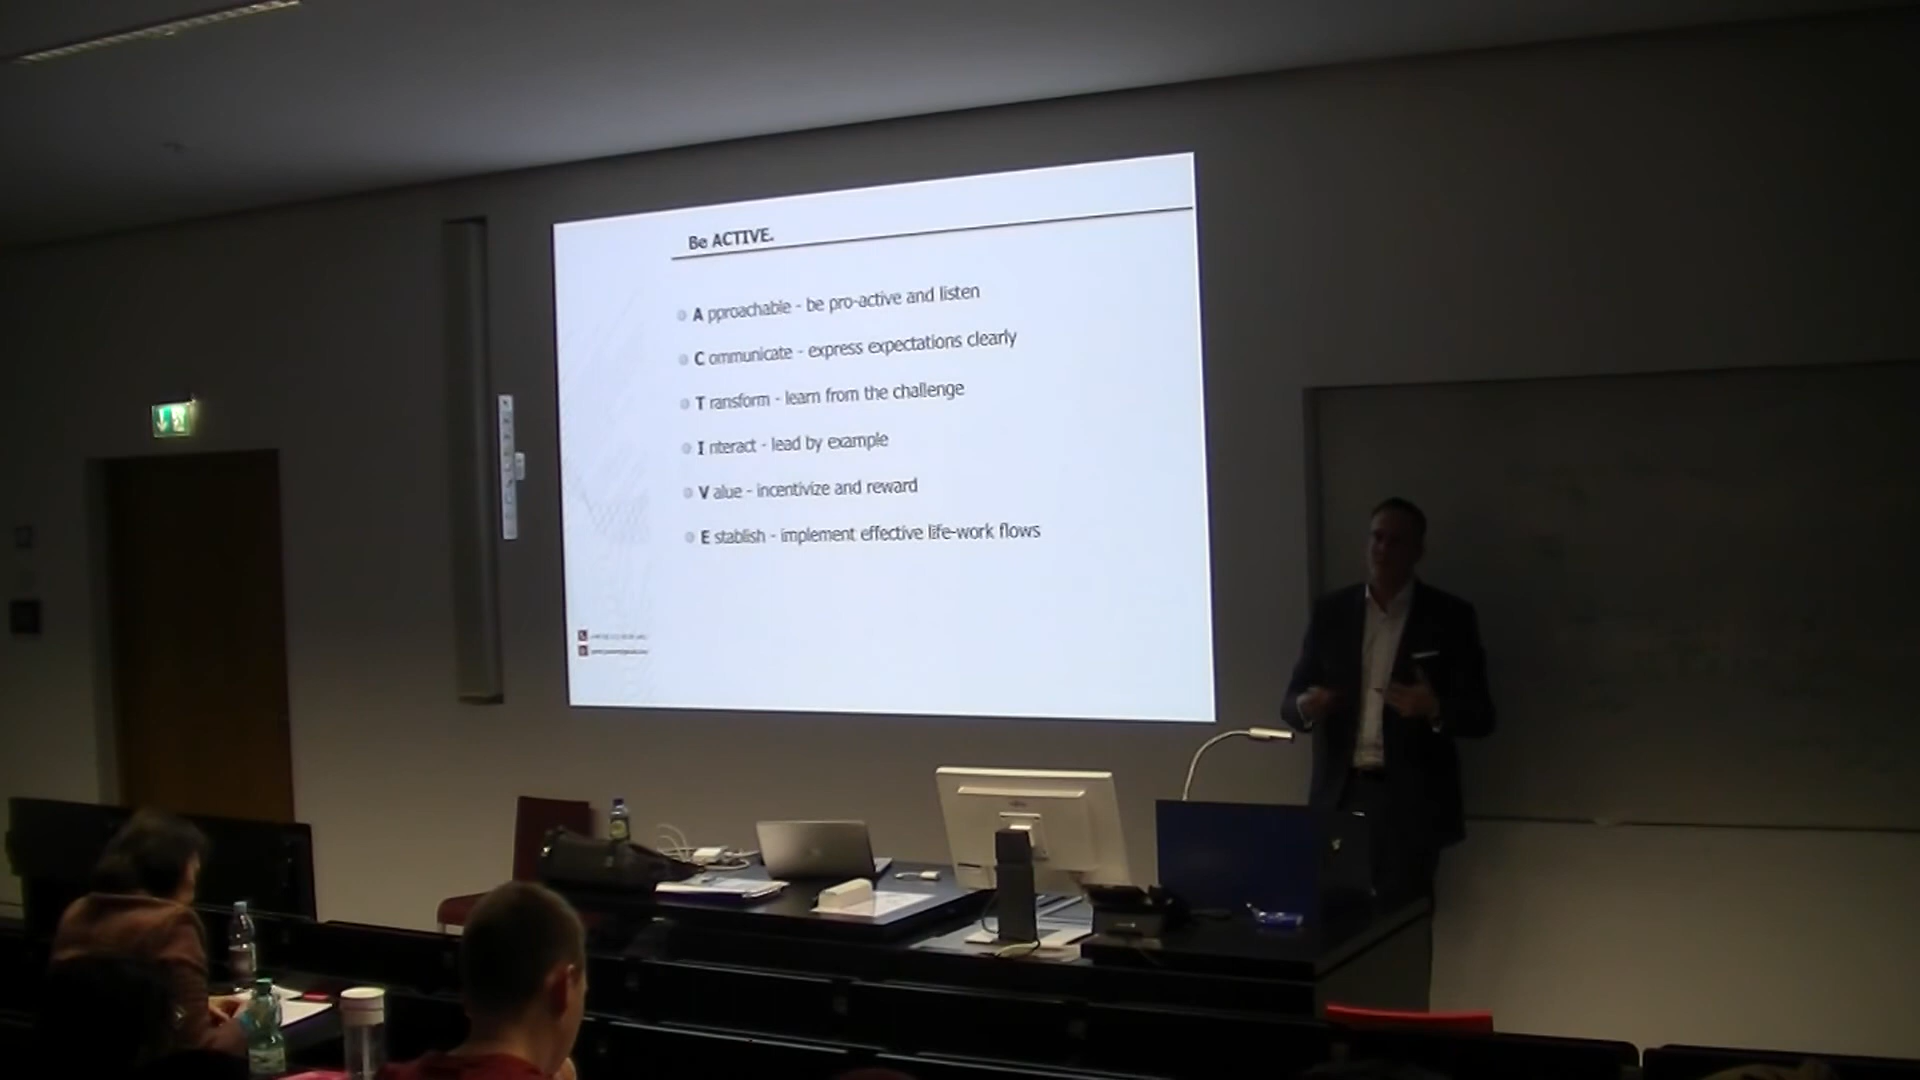 Be ACTIVE.
A pproachable - be pro-active and listen
C ommunicate - express expectations clearly
T ransform - learn from the challenge
I nteract - lead by example
V alue - incentivize and reward
E stablish - implement effective life-work flows